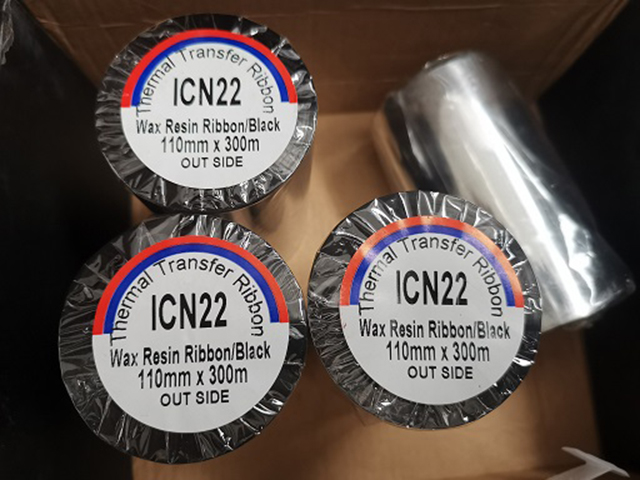 Thermal Transfer Ribbon
ICN22
Wax Resin Ribbon/Black
110mm x 300m
OUT SIDE
Thermal Transfer Ribbon
ICN22
Wax Resin Ribbon/Black
110mm x 300m
OUT SIDE
Thermal Transfer Ribbon
ICN22
Wax Resin Ribbon/Black
110mm x 300m
OUT SIDE